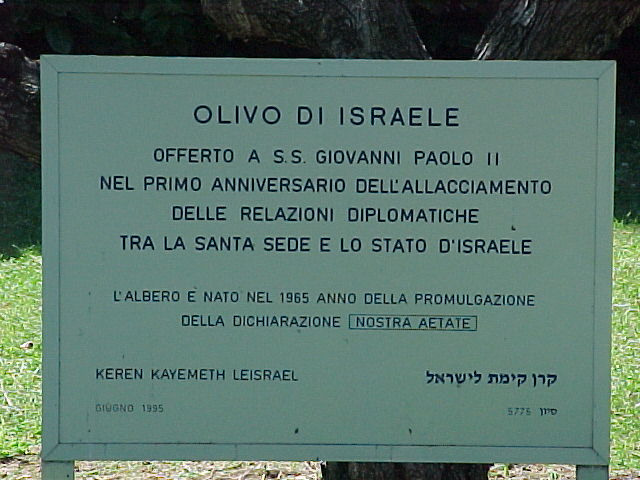 OLIVO DI ISRAELE
OFFERTO A S.S. GIOVANNI PAOLO II
NEL PRIMO ANNIVERSARIO DELL'ALLACCIAMENTO
DELLE RELAZIONI DIPLOMATICHE
TRA LA SANTA SEDE E LO STATO D'ISRAELE
L'ALBERO E NATO NEL 1965 ANNO DELLA PROMULGAZIONE
DELLA DICHIARAZIONE NOSTRA AETATE
KEREN KAYEMETH LEISRAEL קרן קימת לישראל
GIUGNO 1995 סיון 5775